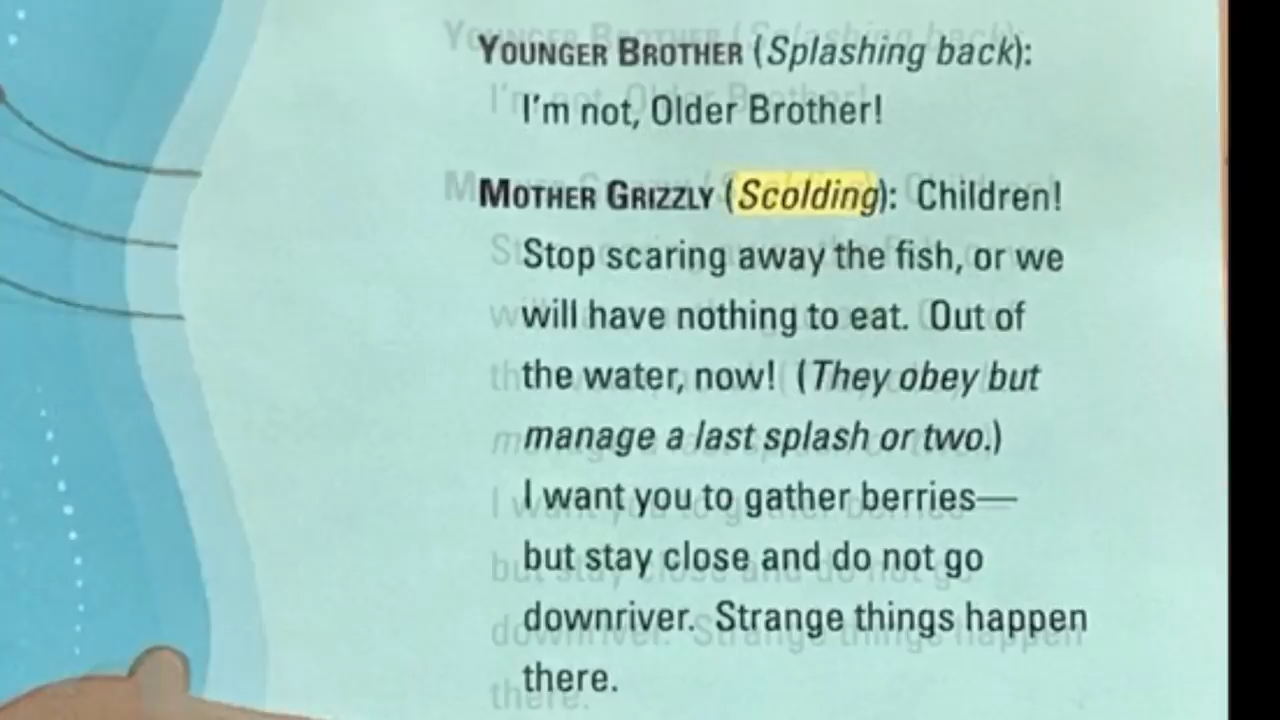 YOUNGER BROTHER (Splashing back):
I'm not, Older Brother!
MOTHER GRIZZLY (Scolding): Children!
Stop scaring away the fish, or we
will have nothing to eat. Out of
the water, now! (They obey but
manage a last splash or two.)
I want you to gather berries—
but stay close and do not go
downriver. Strange things happen
there.